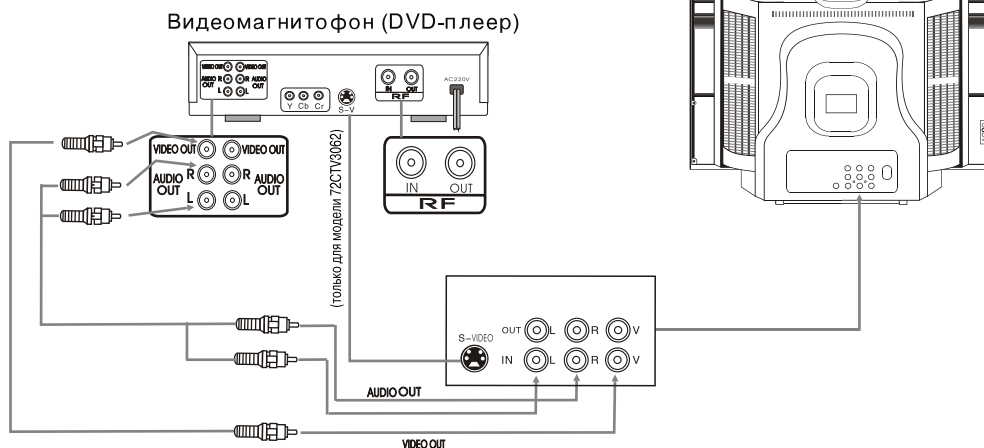 Видеомагнитофон (DVD-плеер)
VIDEO OUT VIDEO OUT
AUDIO OUT R R AUDIO OUT
L L
Y Cb Cr
S-V
IN OUT
RF
AC220V
VIDEO OUT VIDEO OUT
AUDIO OUT R R AUDIO OUT
L L
IN OUT
RF
(только для модели 72CTV3062)
S-VIDEO
OUT L R V
IN L R V
AUDIO OUT
VIDEO OUT